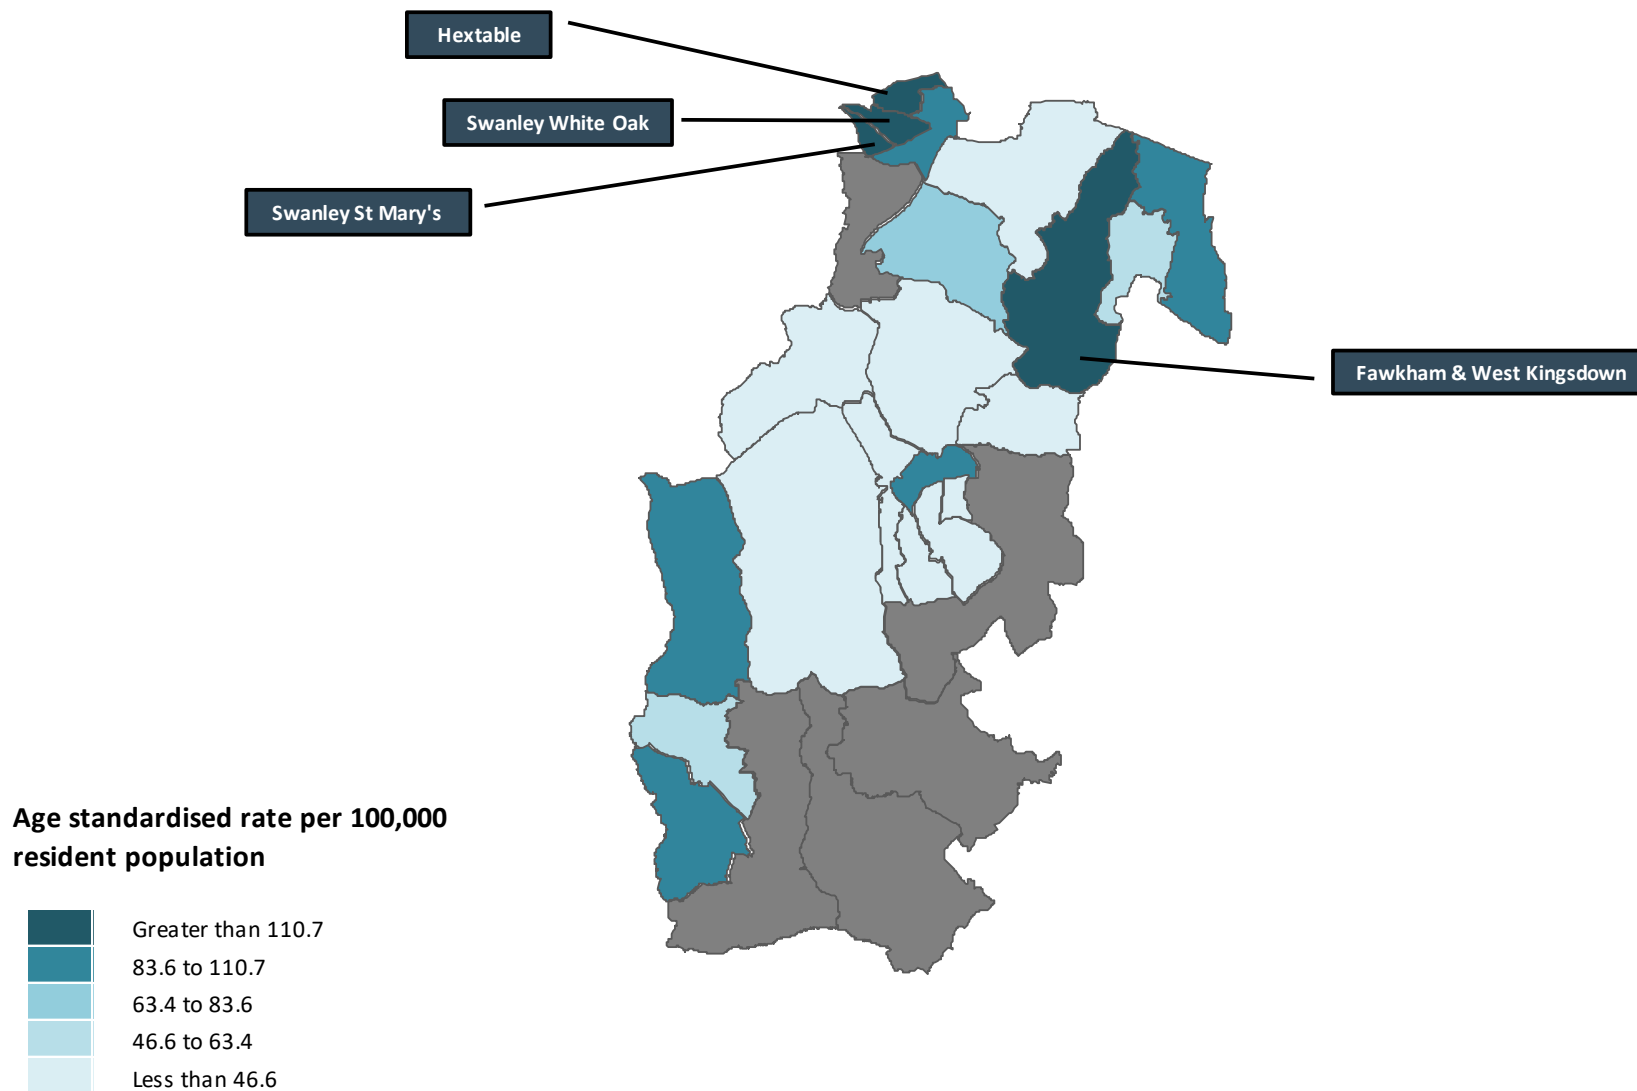 Hextable
Swanley White Oak
Swanley St Mary's
Fawkham & West Kingsdown
Age standardised rate per 100,000
resident population
Greater than 110.7
83.6 to 110.7
63.4 to 83.6
46.6 to 63.4
Less than 46.6